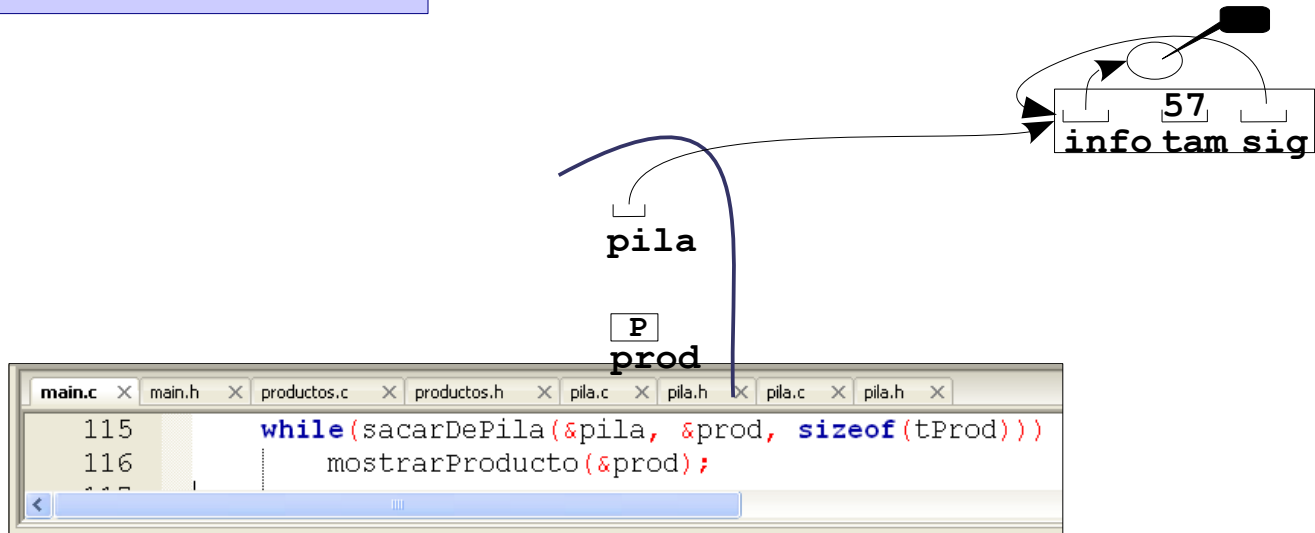 57
info tam sig
pila
P
prod
main.c main.h productos.c productos.h pila.c pila.h pila.c pila.h
115 while(sacarDePila(&pila, &prod, sizeof(tProd)))
116 mostrarProducto(&prod);